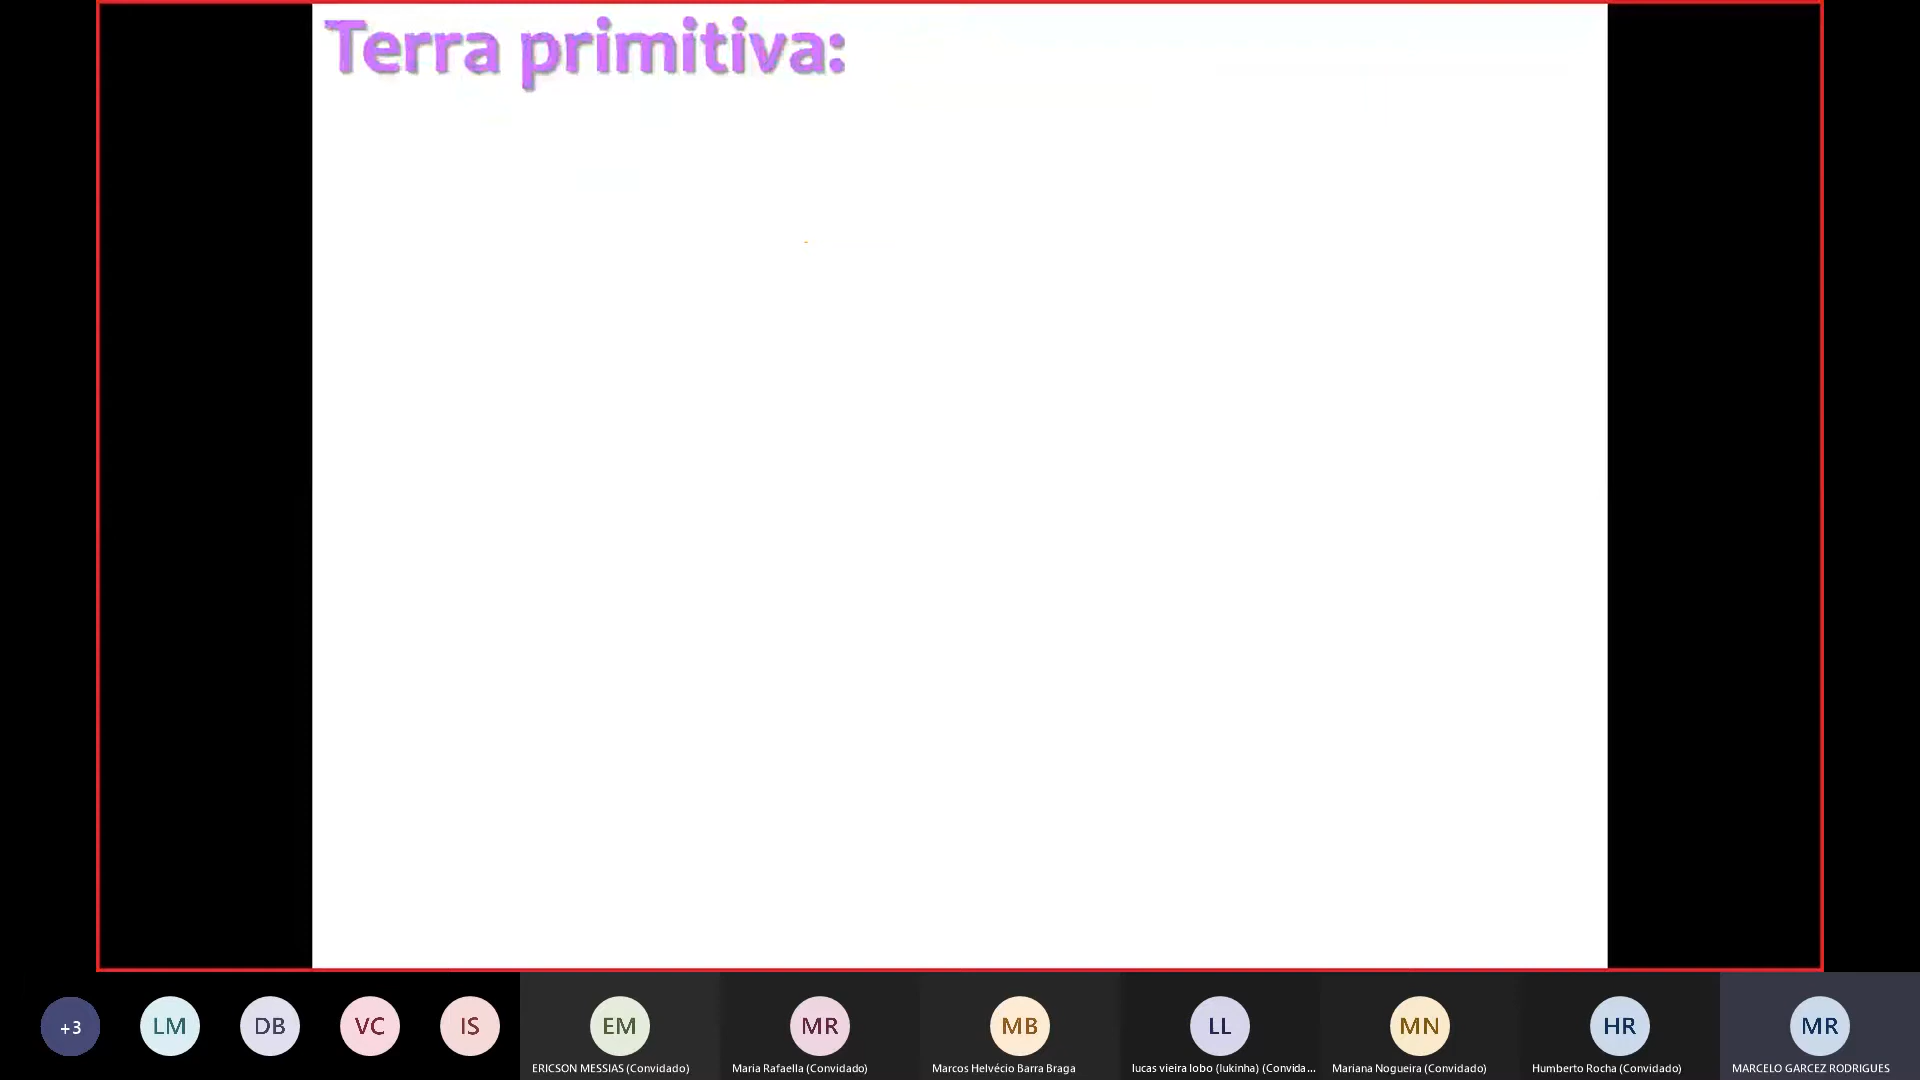 Terra primitiva:
+3
LM
DB
VC
IS
EM
MR
MB
LL
MN
HR
MR
ERICSON MESSIAS (Convidado)
Maria Rafaella (Convidado)
Marcos Helvécio Barra Braga
lucas vieira lobo (lukinha) (Convida...
Mariana Nogueira (Convidado)
Humberto Rocha (Convidado)
MARCELO GARCEZ RODRIGUES